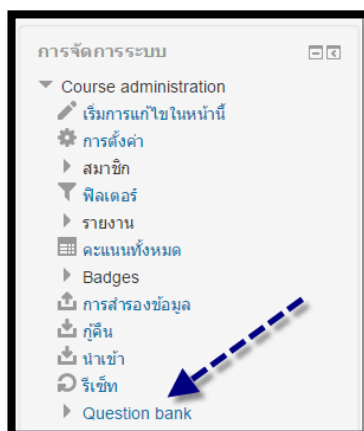 การจัดการระบบ
Course administration
เริ่มการแก้ไขในหน้านี้
การตั้งค่า
สมาชิก
ฟิลเตอร์
รายงาน
คะแนนทั้งหมด
Badges
การสำรองข้อมูล
กู้คืน
นำเข้า
รีเซ็ท
Question bank